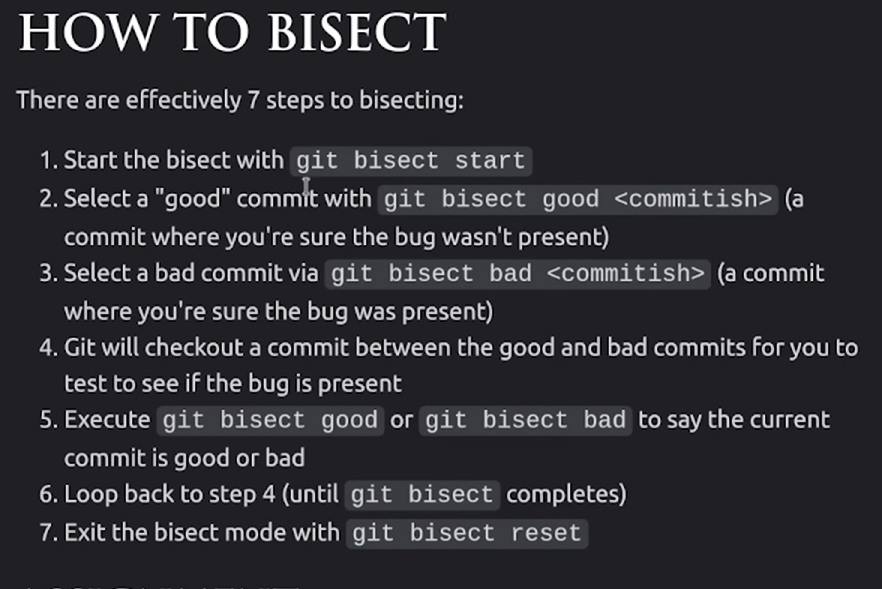 HOW TO BISECT
There are effectively 7 steps to bisecting:
1. Start the bisect with git bisect start
2. Select a "good" commit with git bisect good <commitish> (a
commit where you're sure the bug wasn't present)
3. Select a bad commit via git bisect bad <commitish> (a commit
where you're sure the bug was present)
4. Git will checkout a commit between the good and bad commits for you to
test to see if the bug is present
5. Execute git bisect good or git bisect bad to say the current
commit is good or bad
6. Loop back to step 4 (until git bisect completes)
7. Exit the bisect mode with git bisect reset